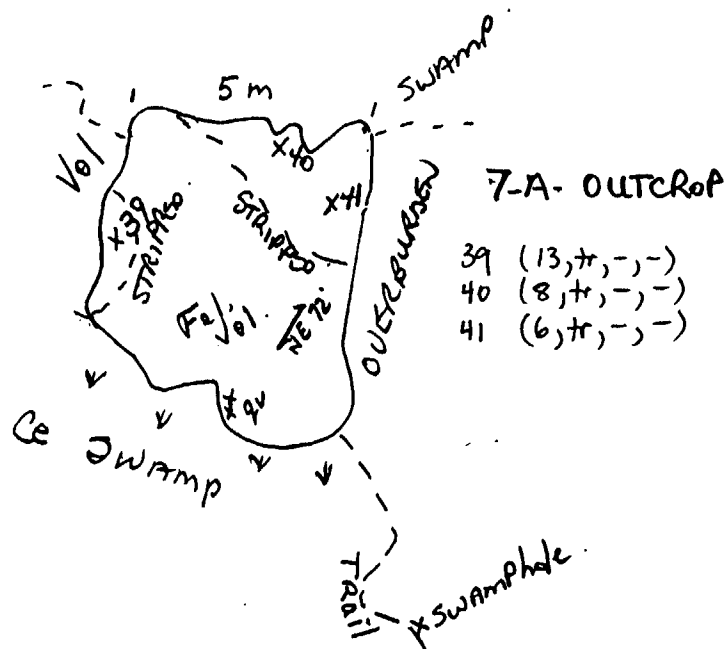 SWAMP
5 m
Vol
x40
x39
STRIPPED
STRIPPED
x41
OVERBURDEN
7-A- OUTCROP
39 (13, tr, -, -)
40 (8, tr, -, -)
41 (6, tr, -, -)
Fe/Vol
NE 72°
x qv
Ce SWAMP
TRAIL
x SWAMPhole